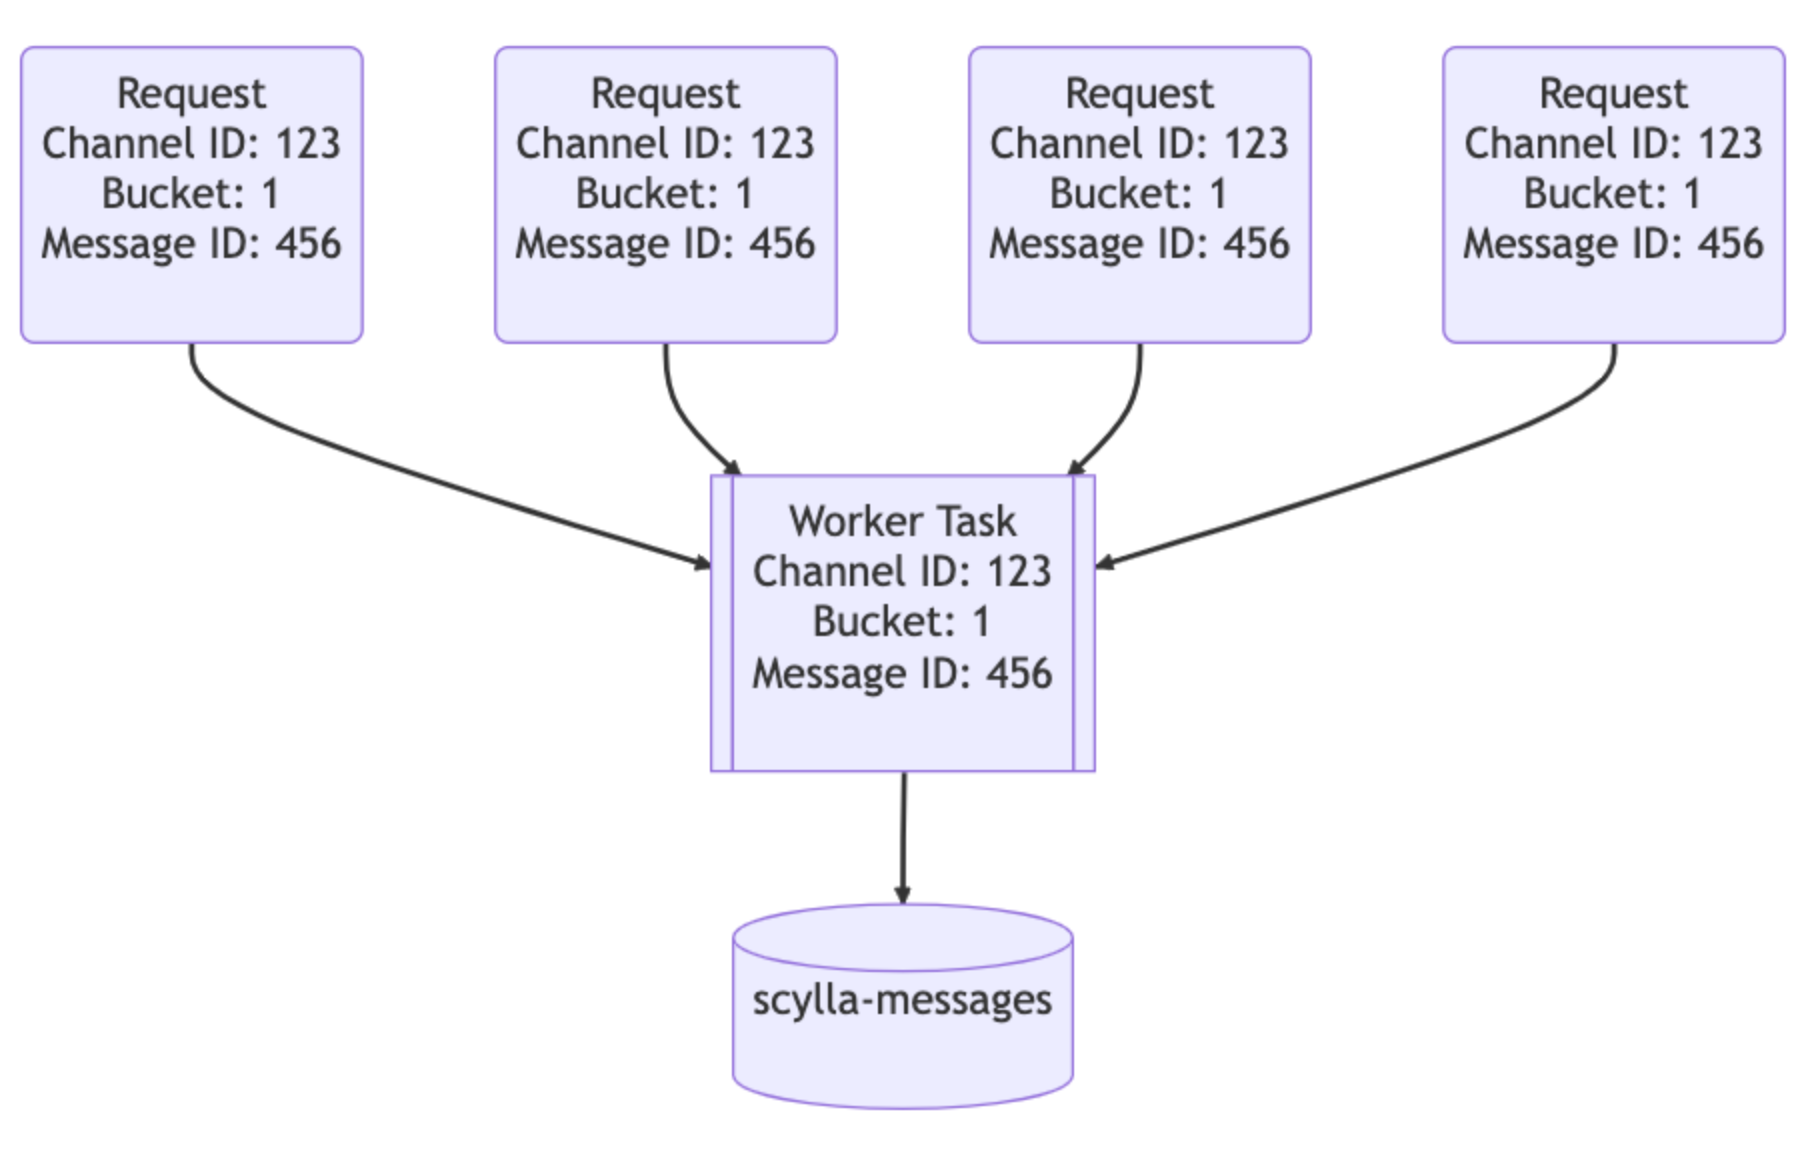 Request
Channel ID: 123
Bucket: 1
Message ID: 456
Request
Channel ID: 123
Bucket: 1
Message ID: 456
Request
Channel ID: 123
Bucket: 1
Message ID: 456
Request
Channel ID: 123
Bucket: 1
Message ID: 456
Worker Task
Channel ID: 123
Bucket: 1
Message ID: 456
scylla-messages